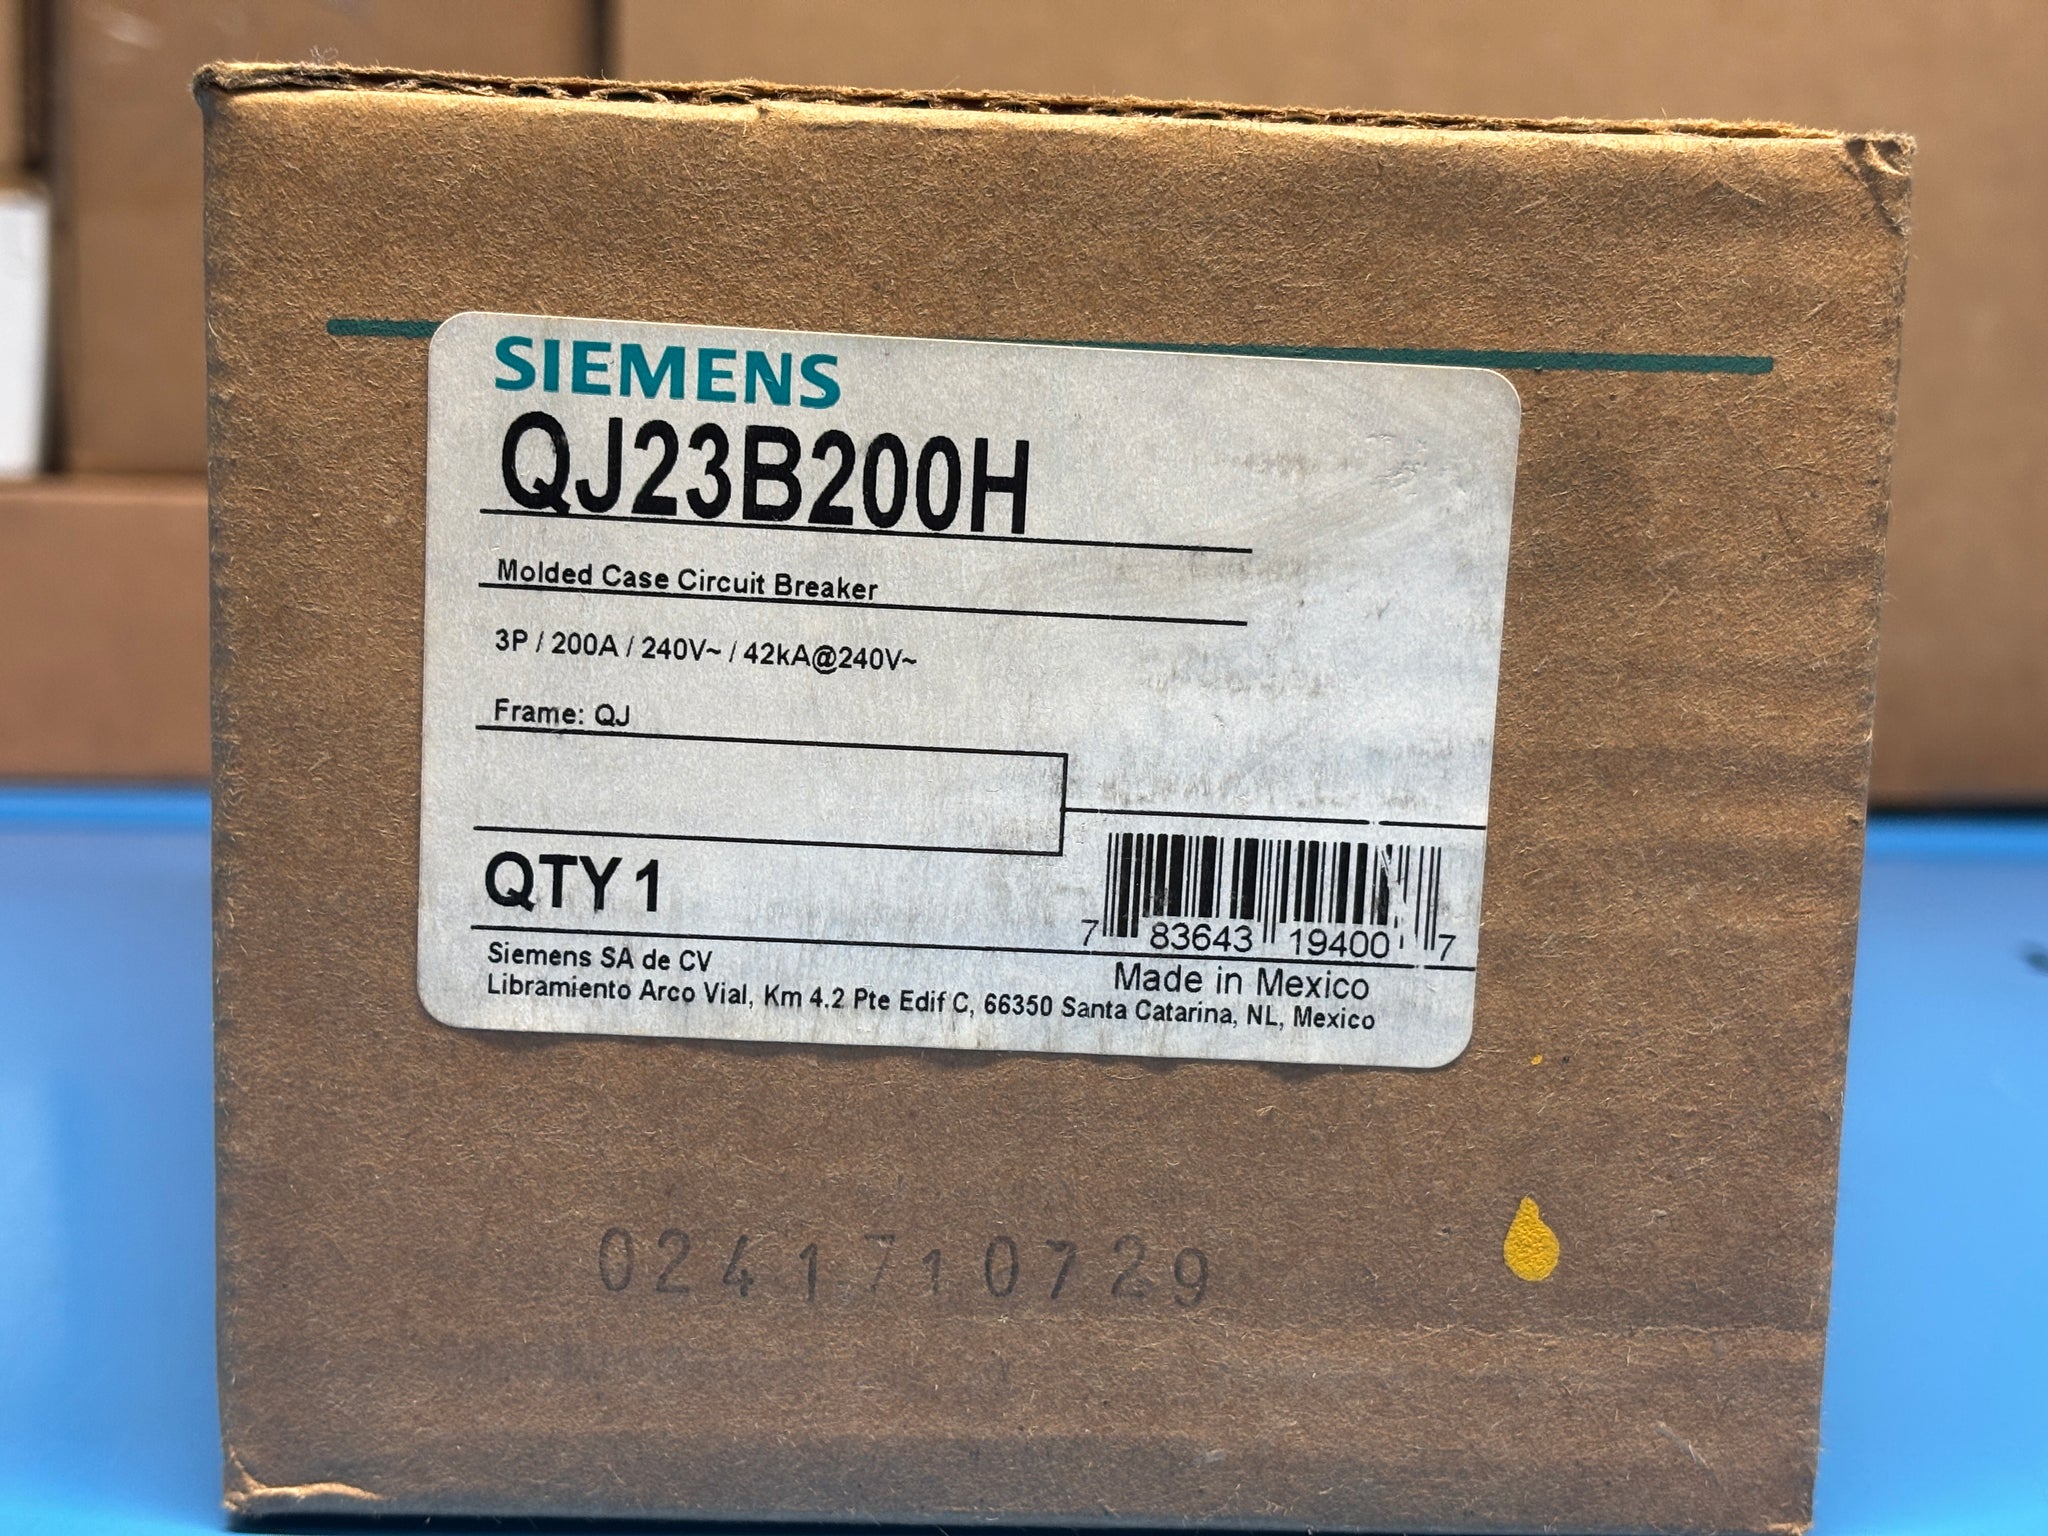 SIEMENS
QJ23B200H
Molded Case Circuit Breaker
3P / 200A / 240V~ / 42kA@240V~
Frame: QJ
QTY 1
7 83643 19400 7
Made in Mexico
Siemens SA de CV
Libramiento Arco Vial, Km 4.2 Pte Edif C, 66350 Santa Catarina, NL, Mexico
0241710729